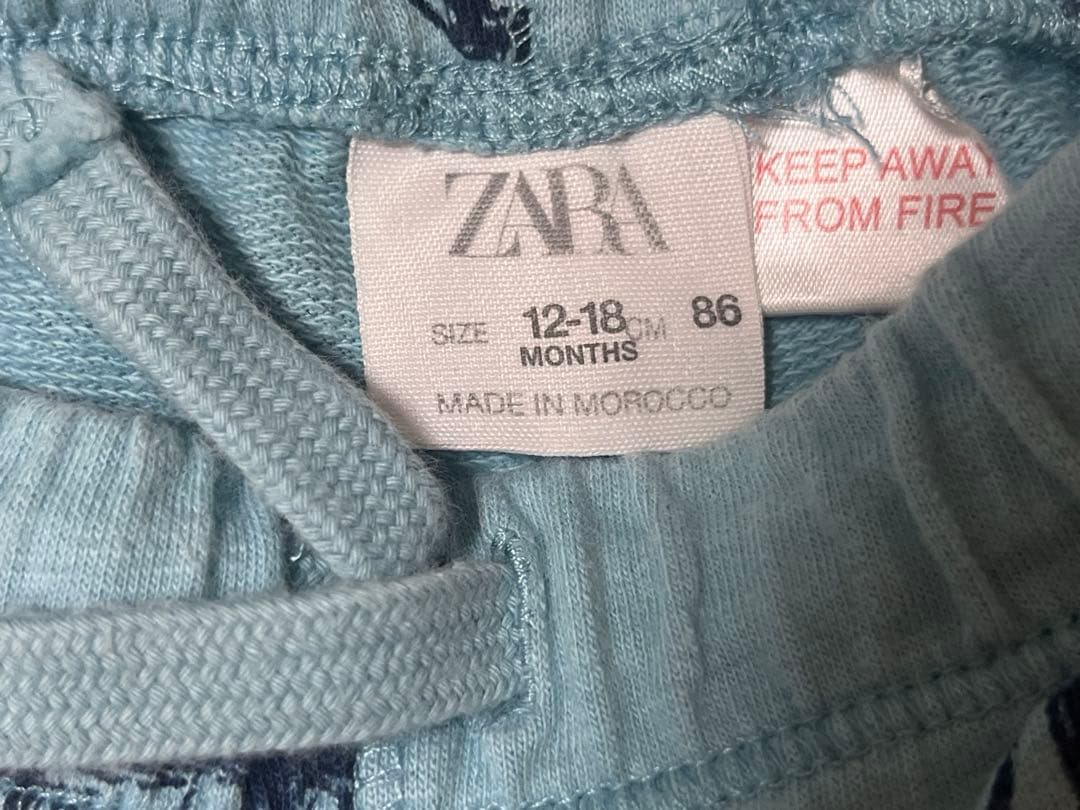 ZARA
SIZE 12-18 CM 86
MONTHS
MADE IN MOROCCO
KEEP AWAY
FROM FIRE